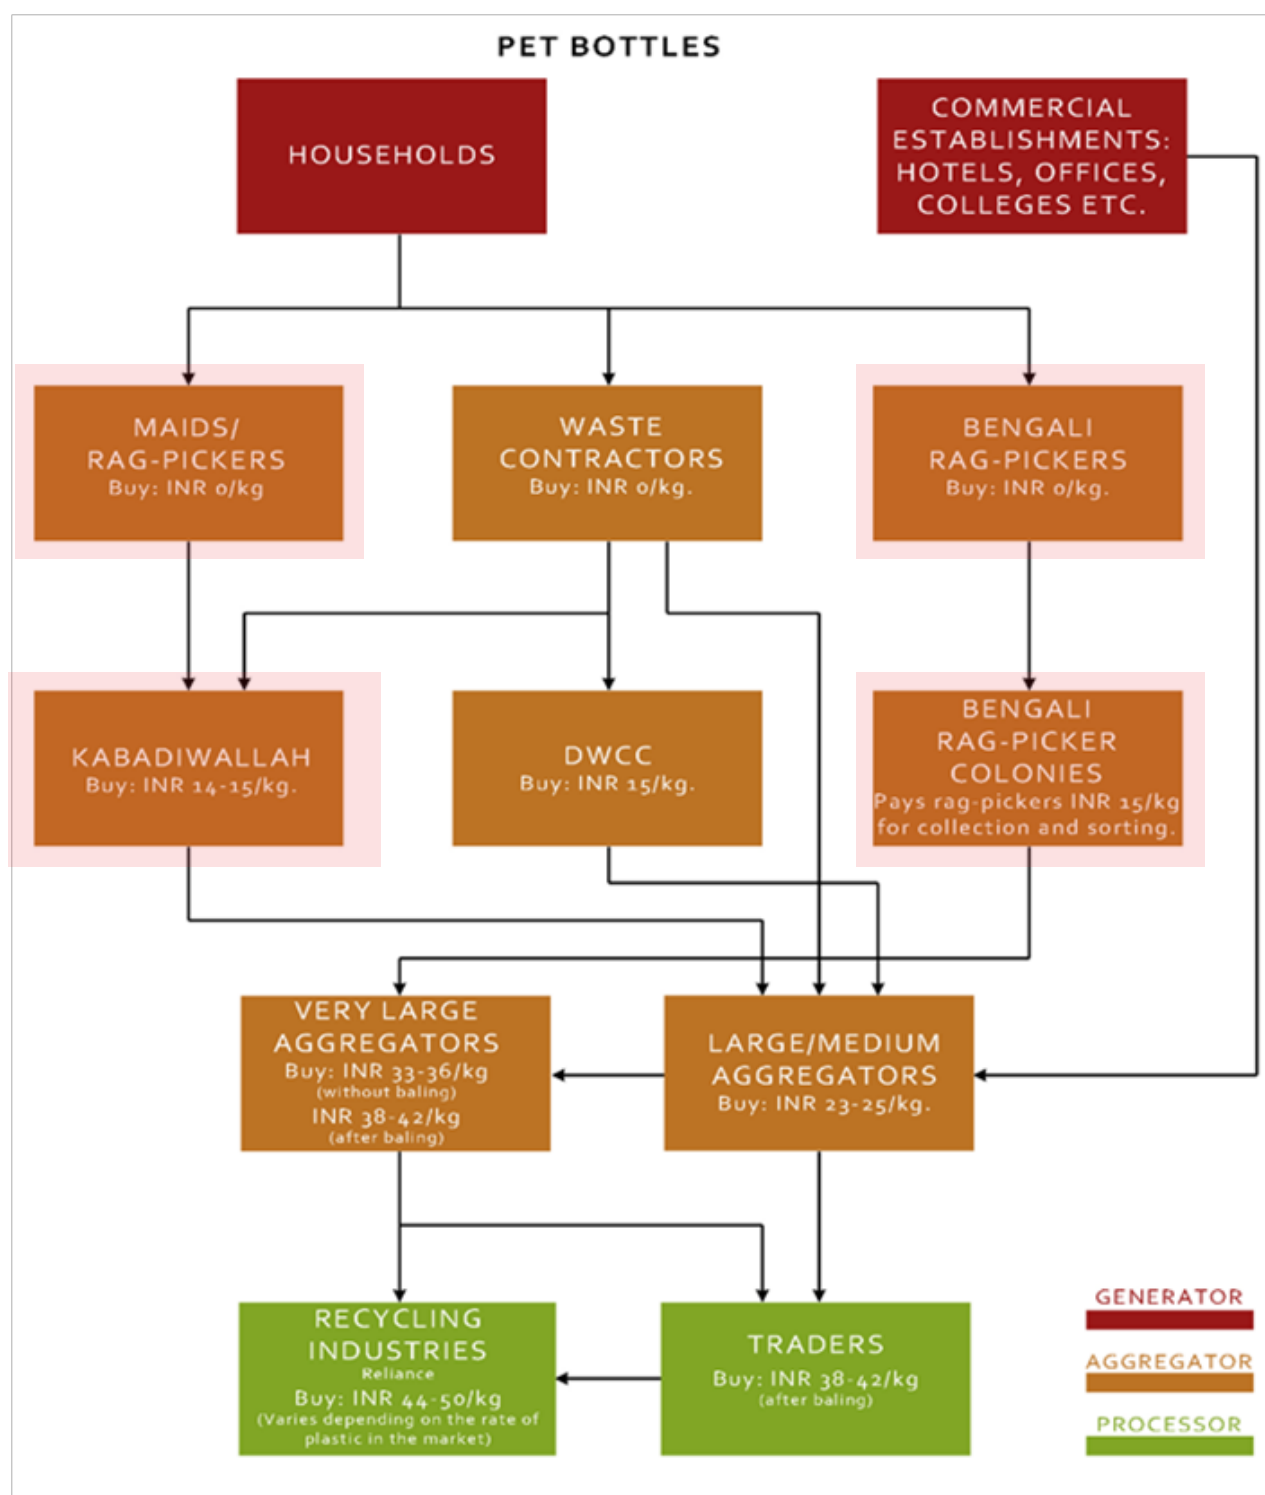 PET BOTTLES
HOUSEHOLDS
COMMERCIAL
ESTABLISHMENTS:
HOTELS, OFFICES,
COLLEGES ETC.
MAIDS/
RAG-PICKERS
Buy: INR 0/kg
WASTE
CONTRACTORS
Buy: INR 0/kg.
BENGALI
RAG-PICKERS
Buy: INR 0/kg.
KABADIWALLAH
Buy: INR 14-15/kg.
DWCC
Buy: INR 15/kg.
BENGALI
RAG-PICKER
COLONIES
Pays rag-pickers INR 15/kg
for collection and sorting.
VERY LARGE
AGGREGATORS
Buy: INR 33-36/kg
(without baling)
INR 38-42/kg
(after baling)
LARGE/MEDIUM
AGGREGATORS
Buy: INR 23-25/kg.
RECYCLING
INDUSTRIES
Reliance
Buy: INR 44-50/kg
(Varies depending on the rate of
plastic in the market)
TRADERS
Buy: INR 38-42/kg
(after baling)
GENERATOR
AGGREGATOR
PROCESSOR